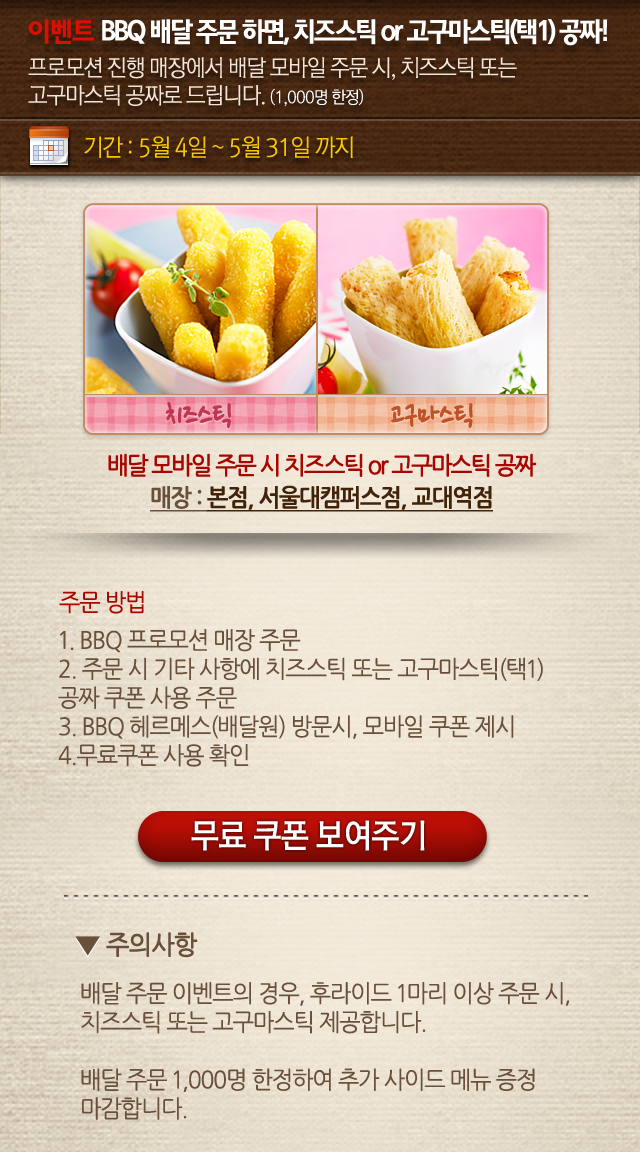 이벤트 BBQ 배달 주문 하면, 치즈스틱 or 고구마스틱(택1) 공짜!
프로모션 진행 매장에서 배달 모바일 주문 시, 치즈스틱 또는
고구마스틱 공짜로 드립니다. (1,000명 한정)
기간 : 5월 4일 ~ 5월 31일 까지
치즈스틱
고구마스틱
배달 모바일 주문 시 치즈스틱 or 고구마스틱 공짜
매장 : 본점, 서울대캠퍼스점, 교대역점
주문 방법
1. BBQ 프로모션 매장 주문
2. 주문 시 기타 사항에 치즈스틱 또는 고구마스틱(택1)
공짜 쿠폰 사용 주문
3. BBQ 헤르메스(배달원) 방문시, 모바일 쿠폰 제시
4.무료쿠폰 사용 확인
무료 쿠폰 보여주기
▼ 주의사항
배달 주문 이벤트의 경우, 후라이드 1마리 이상 주문 시,
치즈스틱 또는 고구마스틱 제공합니다.
배달 주문 1,000명 한정하여 추가 사이드 메뉴 증정
마감합니다.